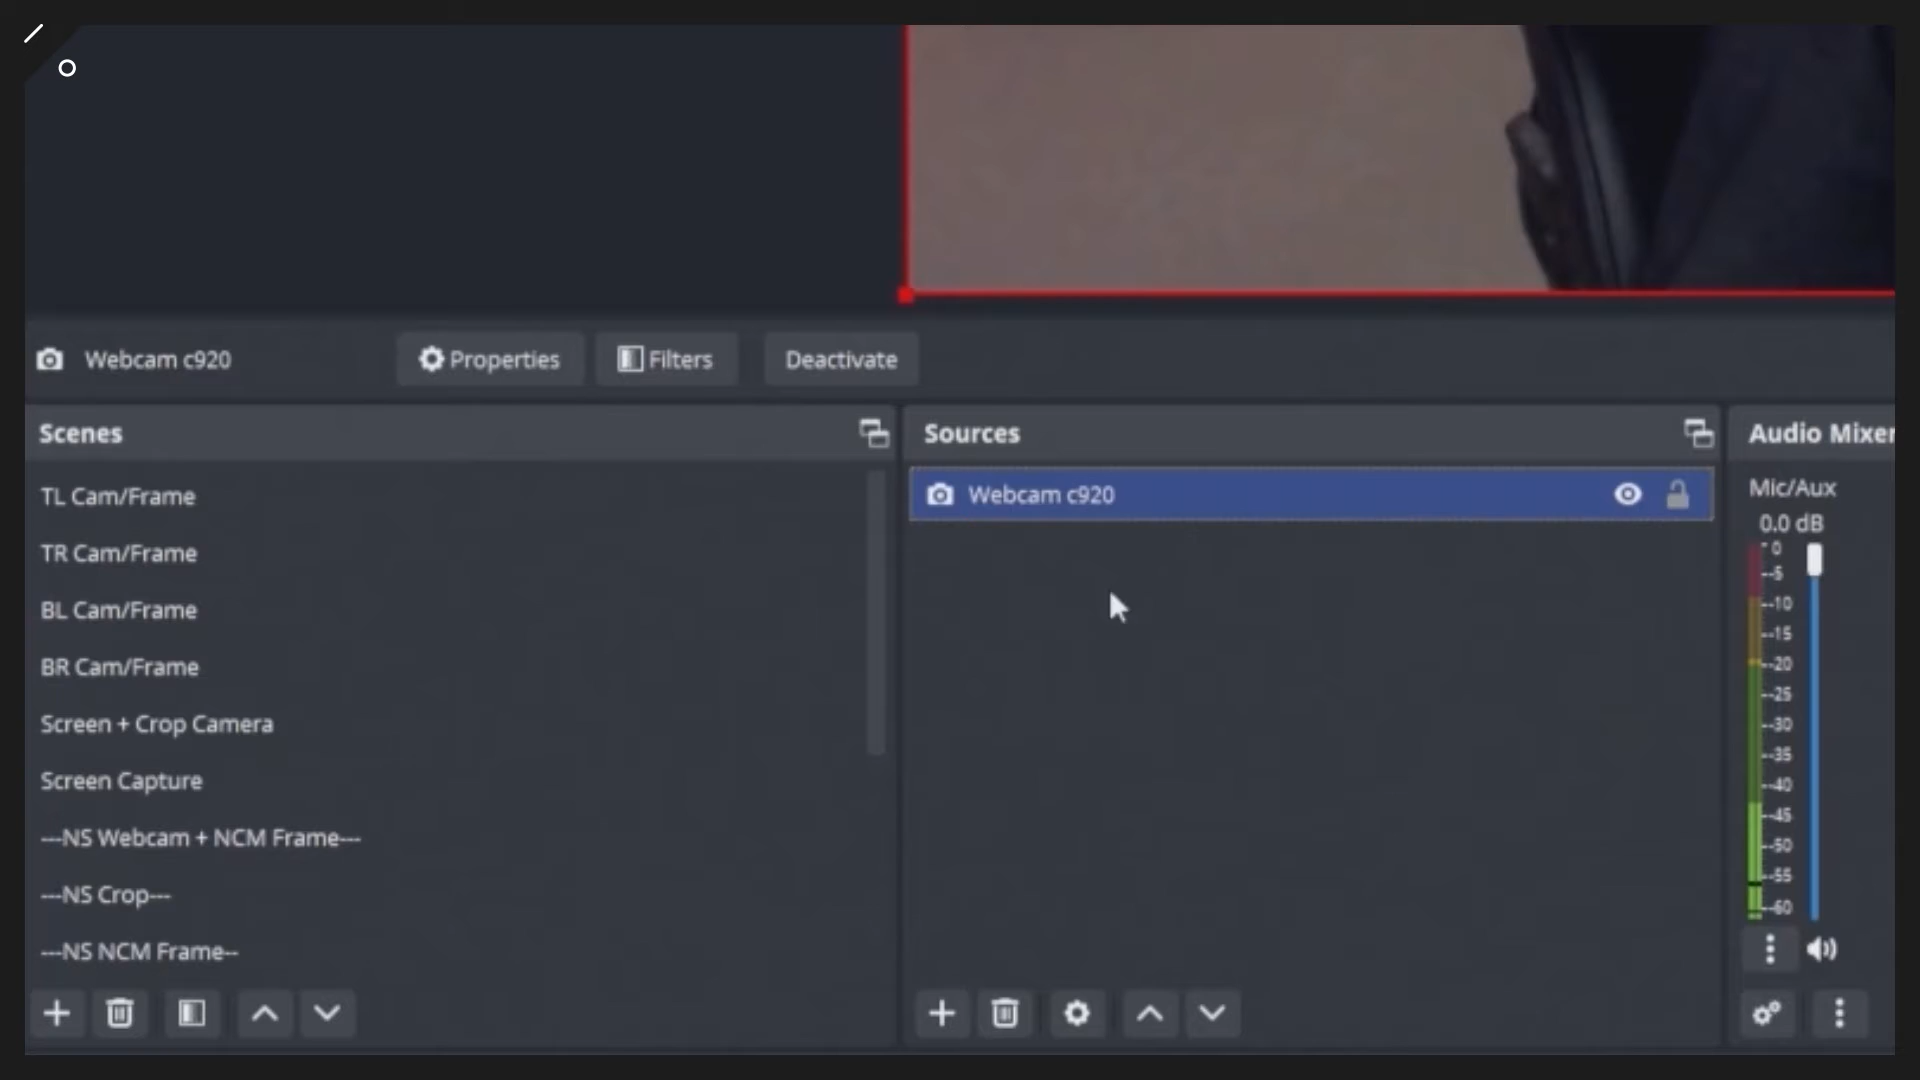 Webcam c920
Properties
Filters
Deactivate
Scenes
TL Cam/Frame
TR Cam/Frame
BL Cam/Frame
BR Cam/Frame
Screen + Crop Camera
Screen Capture
---NS Webcam + NCM Frame---
---NS Crop---
---NS NCM Frame--
Sources
Webcam c920
Audio Mixer
Mic/Aux
0.0 dB
0
-5
-10
-15
-20
-25
-30
-35
-40
-45
-50
-55
-60